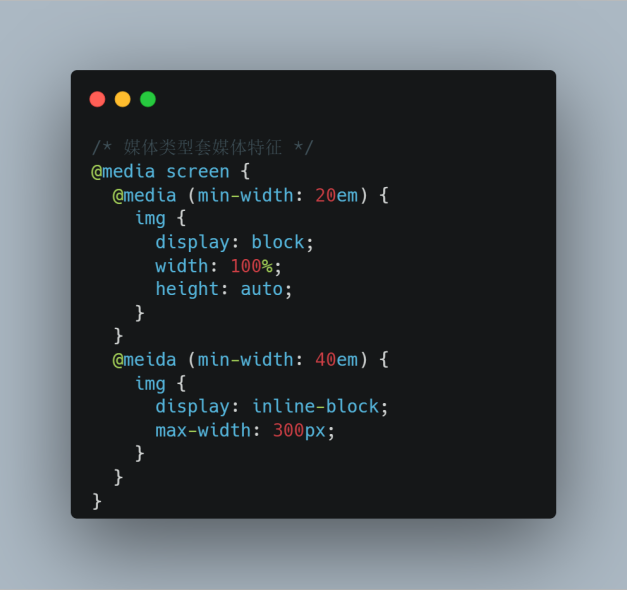 /* 媒体类型套媒体特征 */
@media screen {
  @media (min-width: 20em) {
    img {
      display: block;
      width: 100%;
      height: auto;
    }
  }
  @meida (min-width: 40em) {
    img {
      display: inline-block;
      max-width: 300px;
    }
  }
}